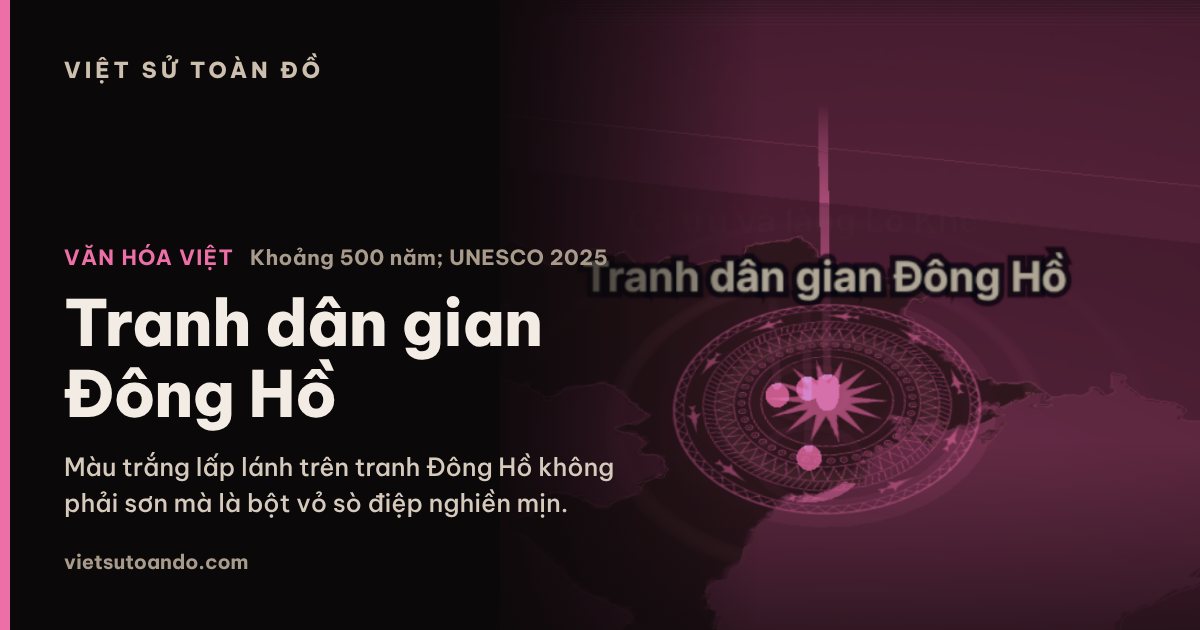 VIỆT SỬ TOÀN ĐỒ
VĂN HÓA VIỆT Khoảng 500 năm; UNESCO 2025
Tranh dân gian
Đông Hồ
Màu trắng lấp lánh trên tranh Đông Hồ không
phải sơn mà là bột vỏ sò điệp nghiền mịn.
vietsutoando.com
Tranh dân gian Đông Hồ